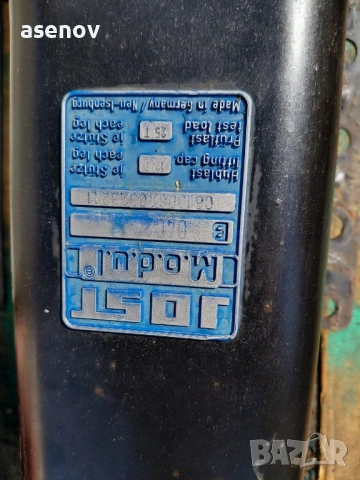 asenov
JOST
M.o.d.u.l ®
B
Hublast je Stütze
lifting cap each leg
Prüflast 25 T je Stütze
test load each leg
Made in Germany / Neu-Isenburg
BAZAR